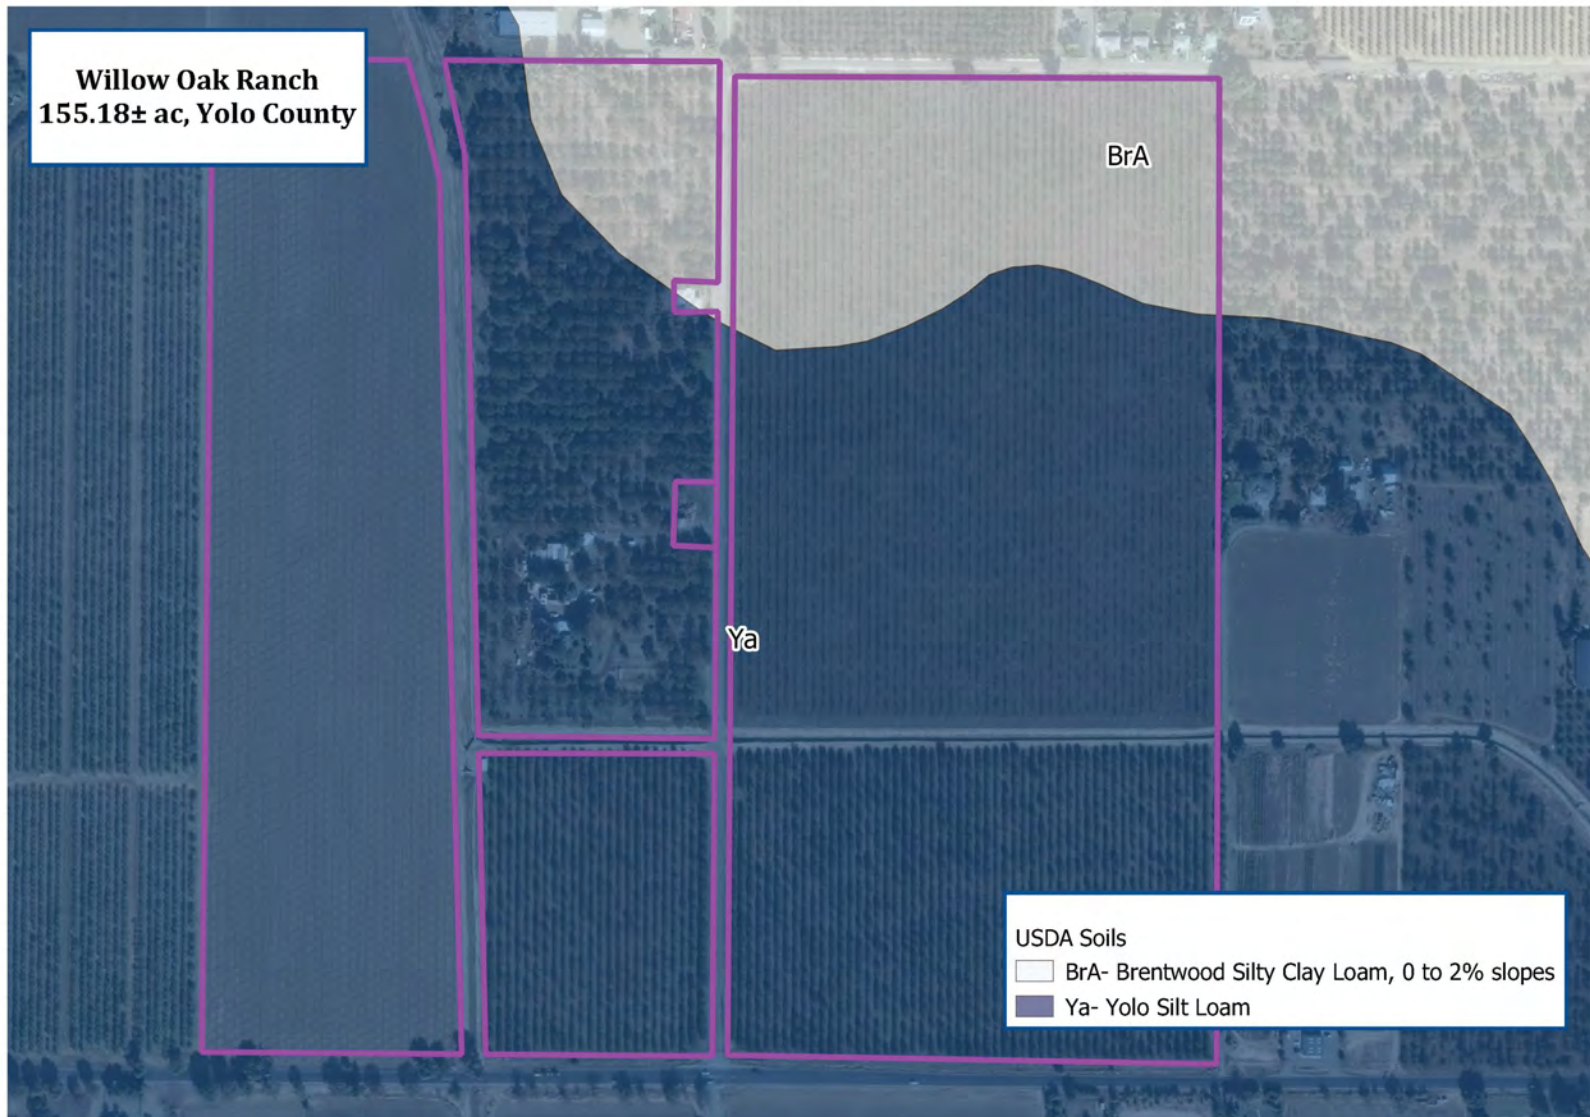 Willow Oak Ranch
155.18± ac, Yolo County
BrA
Ya
USDA Soils
BrA- Brentwood Silty Clay Loam, 0 to 2% slopes
Ya- Yolo Silt Loam